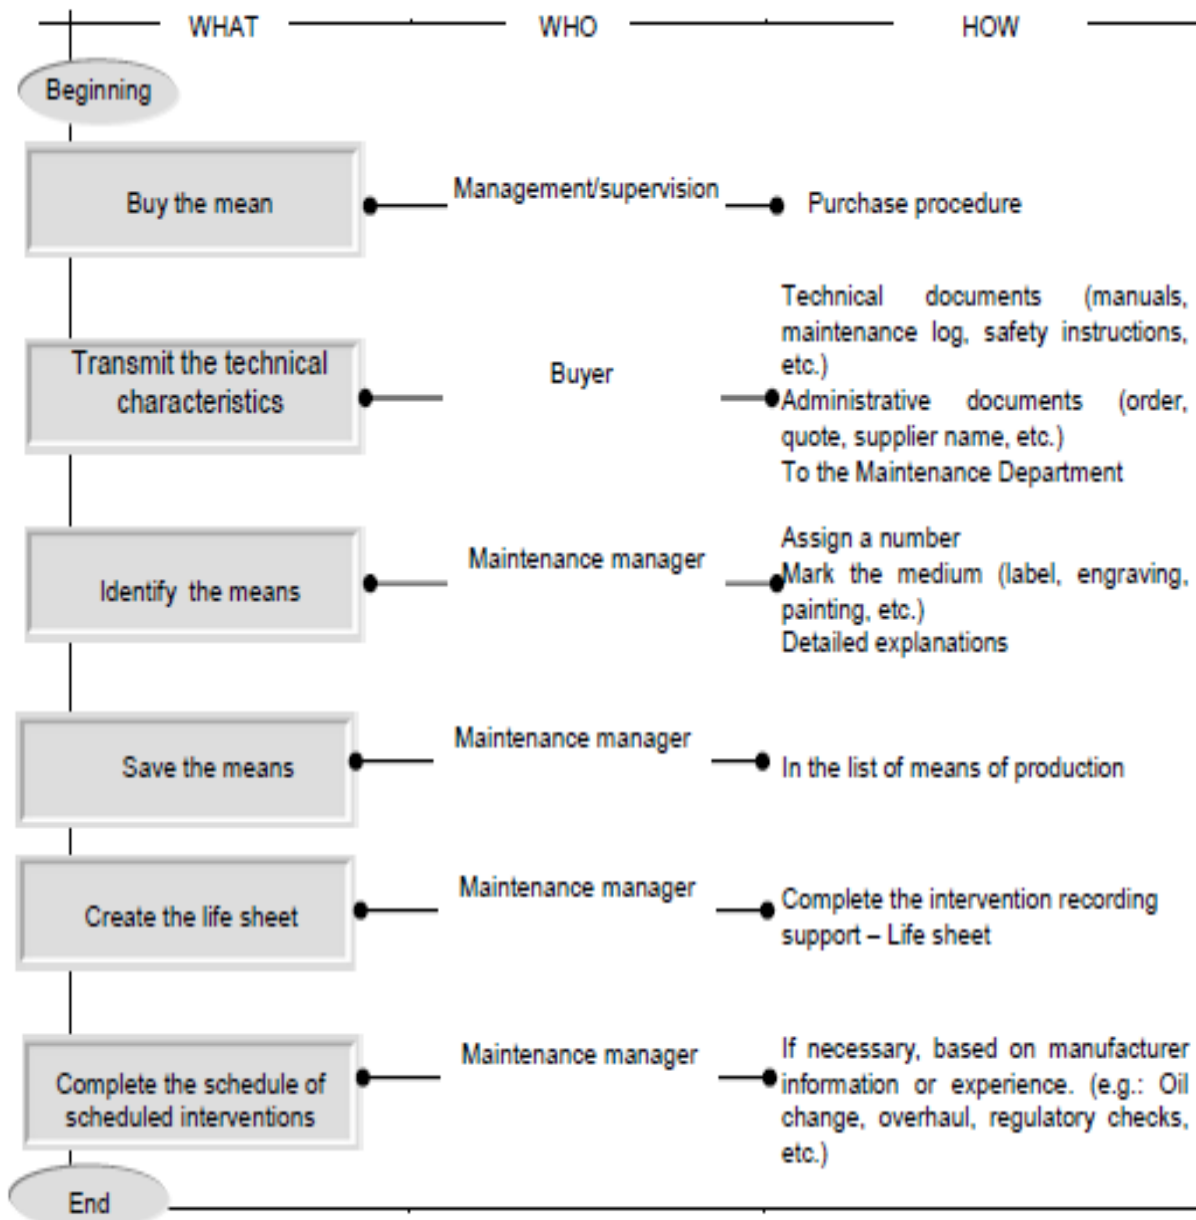 WHAT
WHO
HOW
Beginning
Buy the mean
Management/supervision
Purchase procedure
Transmit the technical
characteristics
Buyer
Technical documents (manuals,
maintenance log, safety instructions,
etc.)
Administrative documents (order,
quote, supplier name, etc.)
To the Maintenance Department
Identify the means
Maintenance manager
Assign a number
Mark the medium (label, engraving,
painting, etc.)
Detailed explanations
Save the means
Maintenance manager
In the list of means of production
Create the life sheet
Maintenance manager
Complete the intervention recording
support – Life sheet
Complete the schedule of
scheduled interventions
Maintenance manager
If necessary, based on manufacturer
information or experience. (e.g.: Oil
change, overhaul, regulatory checks,
etc.)
End